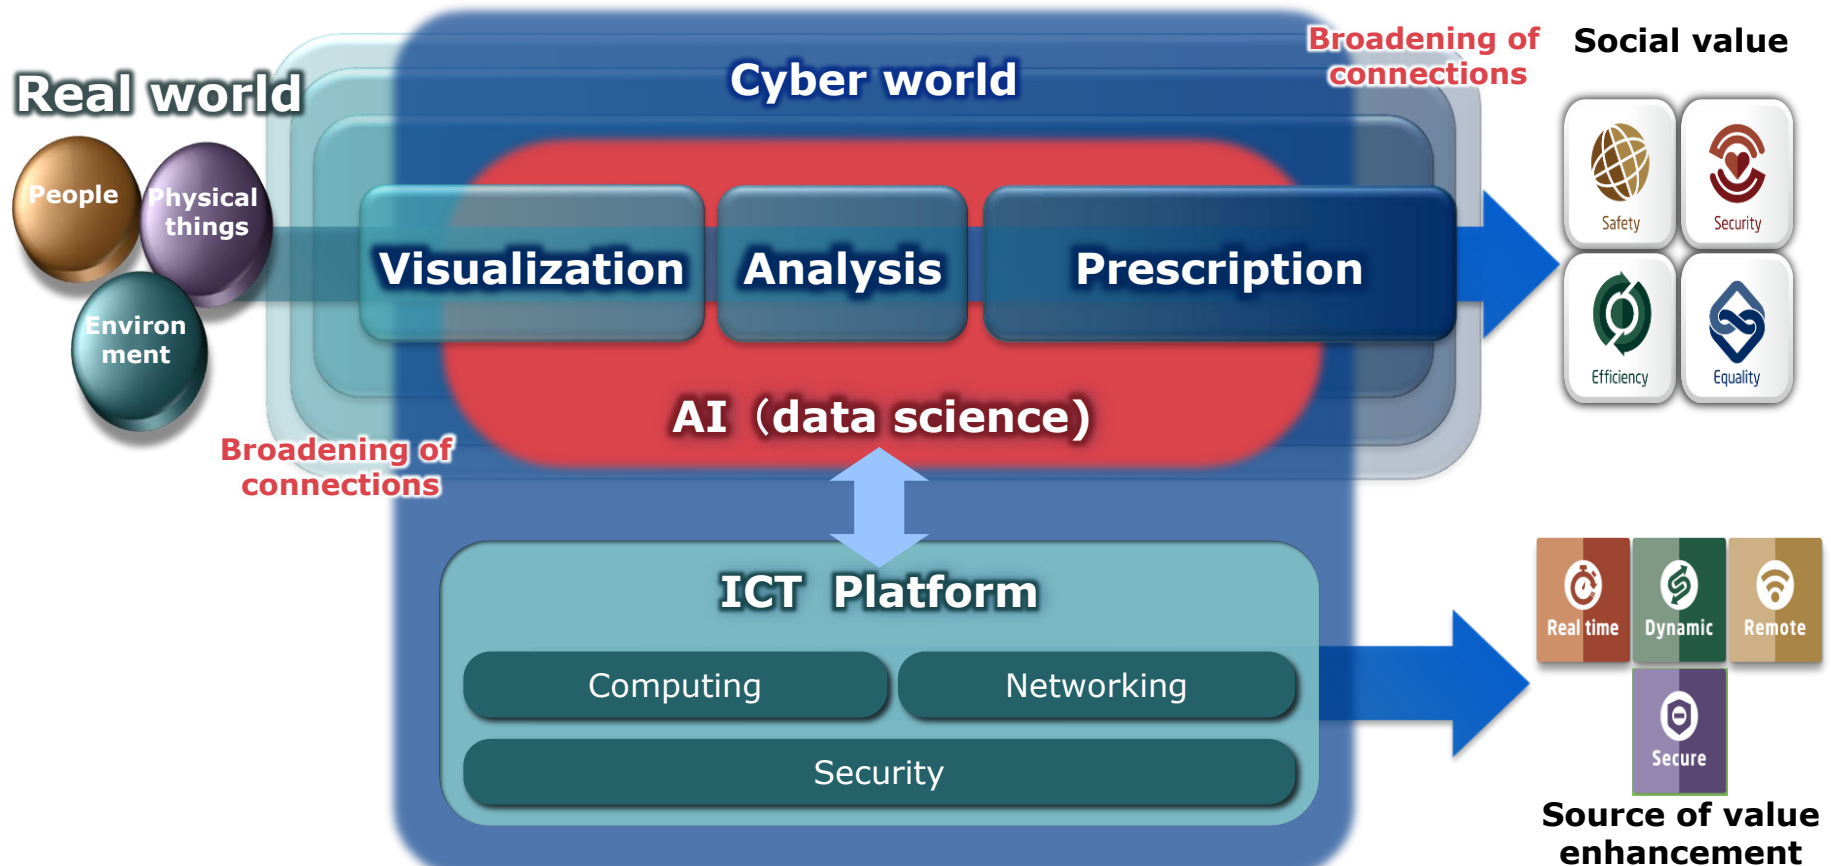 Real world
People
Physical
things
Environ
ment
Broadening of
connections
Cyber world
Visualization
Analysis
Prescription
AI（data science)
ICT  Platform
Computing
Networking
Security
Broadening of
connections
Social value
Safety
Security
Efficiency
Equality
Real time
Dynamic
Remote
Secure
Source of value
enhancement